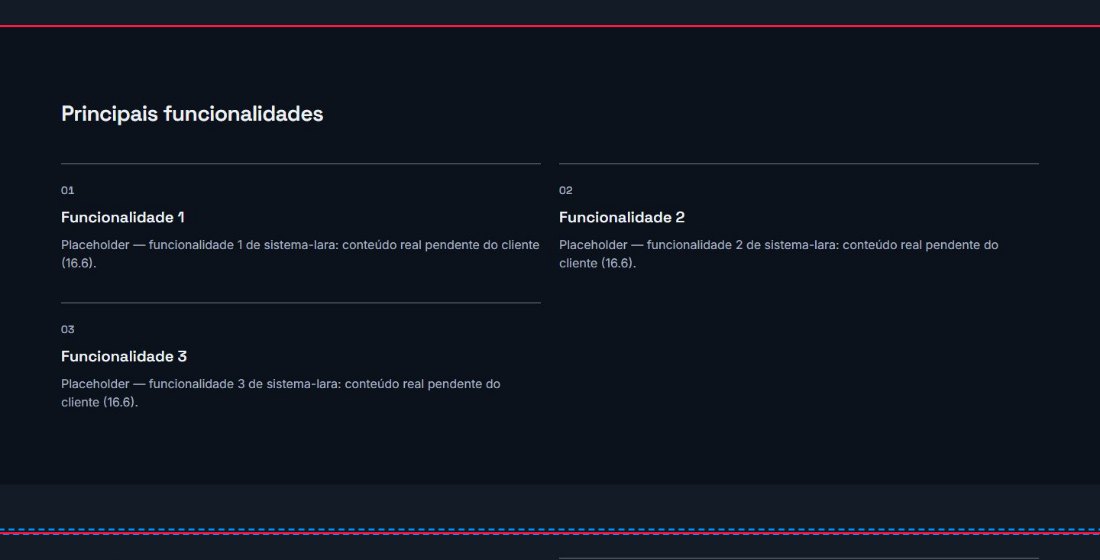 Principais funcionalidades
01
Funcionalidade 1
Placeholder — funcionalidade 1 de sistema-lara: conteúdo real pendente do cliente
(16.6).
02
Funcionalidade 2
Placeholder — funcionalidade 2 de sistema-lara: conteúdo real pendente do
cliente (16.6).
03
Funcionalidade 3
Placeholder — funcionalidade 3 de sistema-lara: conteúdo real pendente do
cliente (16.6).